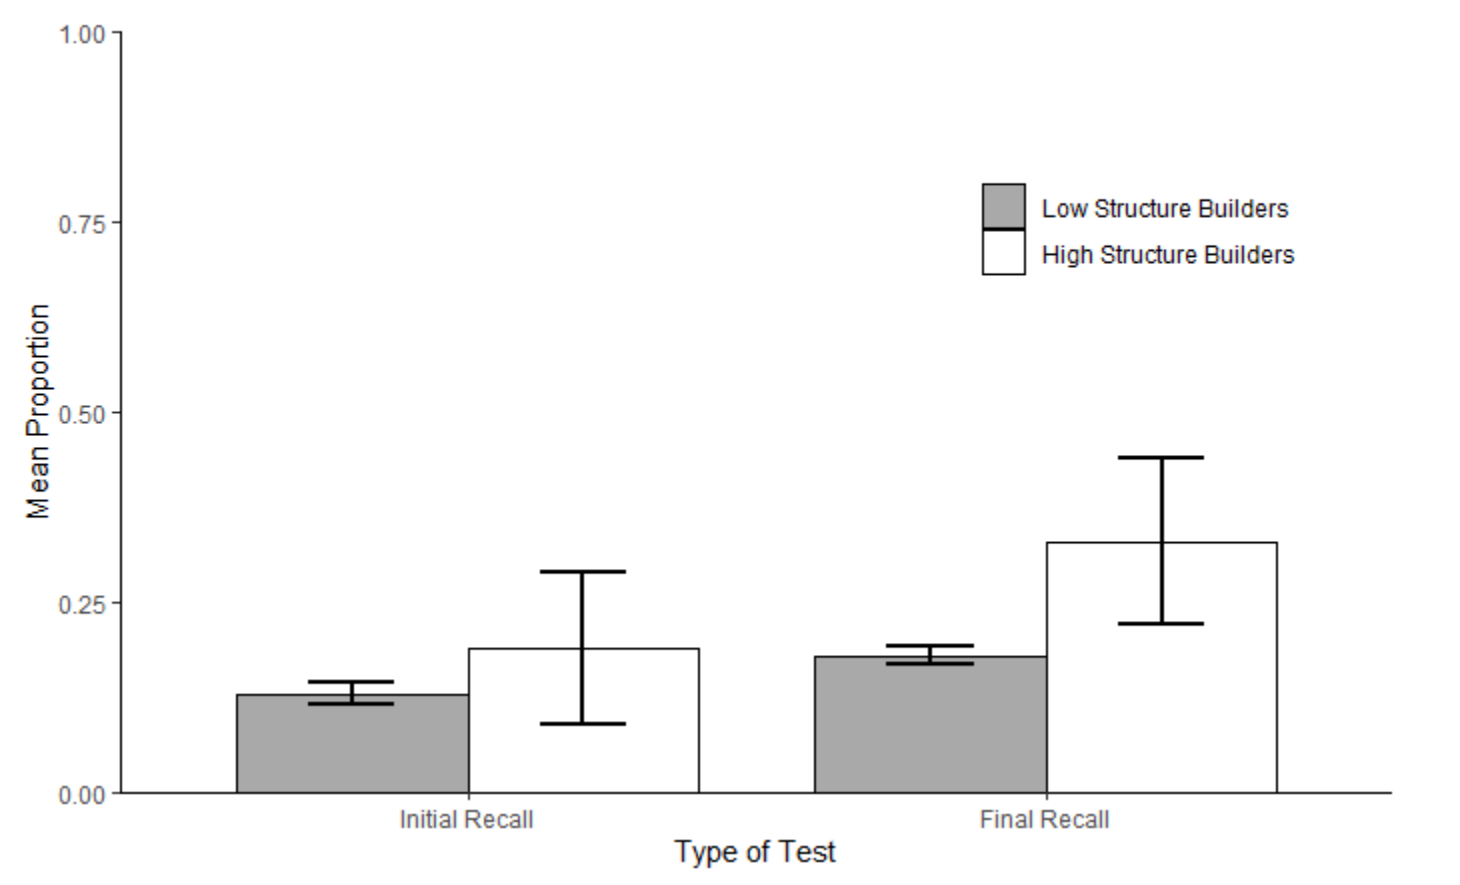 1.00
0.75
0.50
0.25
0.00
Mean Proportion
Low Structure Builders
High Structure Builders
Initial Recall
Final Recall
Type of Test